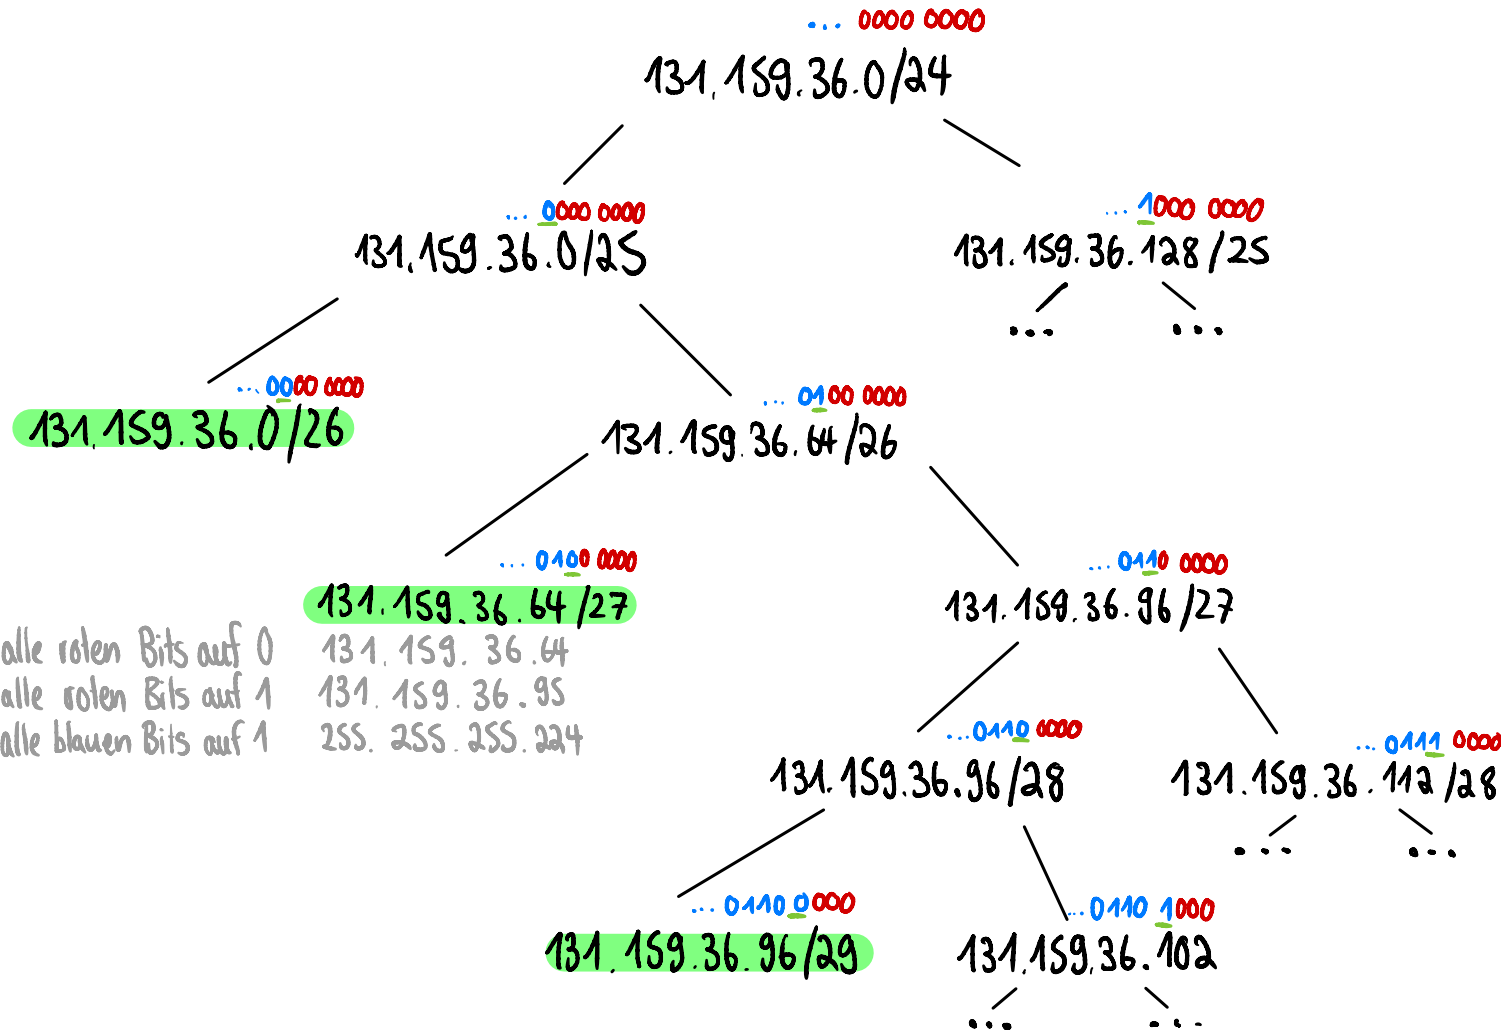 ... 0000 0000
131.159.36.0/24
... 0000 0000
131.159.36.0/25
... 1000 0000
131.159.36.128/25
... ...
... 0000 0000
131.159.36.0/26
... 0100 0000
131.159.36.64/26
... 0100 0000
131.159.36.64/27
... 0110 0000
131.159.36.96/27
alle roten Bits auf 0 131.159.36.64
alle roten Bits auf 1 131.159.36.95
alle blauen Bits auf 1 255.255.255.224
...0110 0000
131.159.36.96/28
... 0111 0000
131.159.36.112/28
... ...
... 0110 0000
131.159.36.96/29
...0110 1000
131.159.36.102
... ...